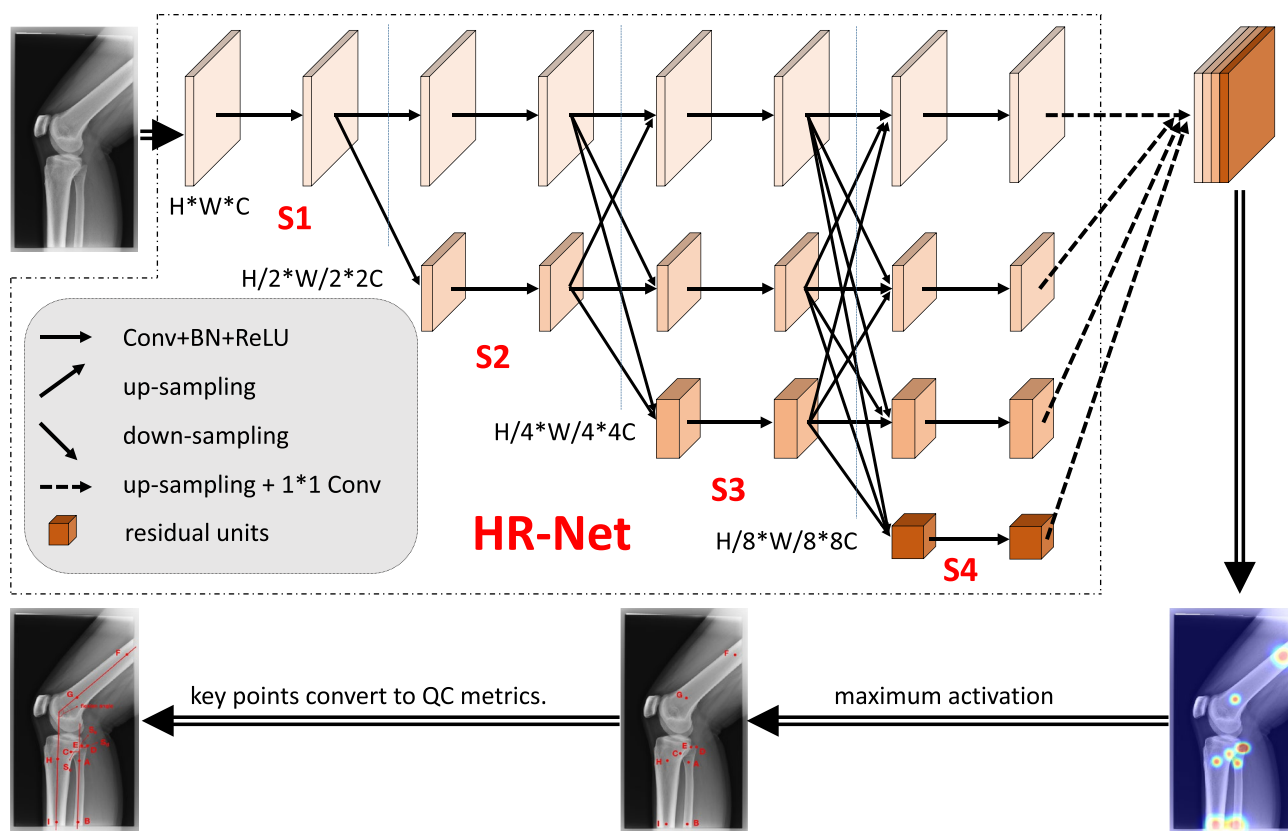 H*W*C
S1
H/2*W/2*2C
S2
H/4*W/4*4C
S3
H/8*W/8*8C
S4
HR-Net
Conv+BN+ReLU
up-sampling
down-sampling
up-sampling + 1*1 Conv
residual units
key points convert to QC metrics.
maximum activation
F
G
E
C
H
A
I
B
F
G
E
C
D
H
A
I
B